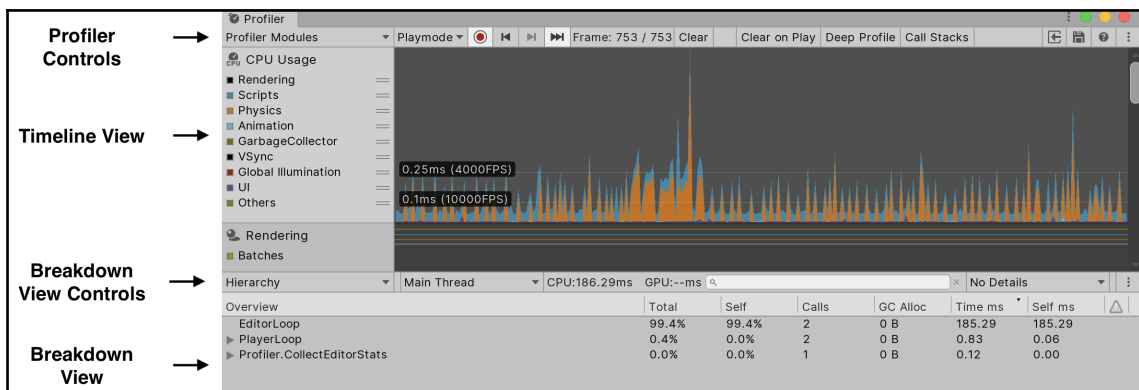 Profiler
Controls
Timeline View
Breakdown
View Controls
Breakdown
View
Profiler
Profiler Modules
Playmode
Frame: 753 / 753
Clear
Clear on Play
Deep Profile
Call Stacks
CPU
CPU Usage
Rendering
Scripts
Physics
Animation
GarbageCollector
VSync
Global Illumination
UI
Others
0.25ms (4000FPS)
0.1ms (10000FPS)
Rendering
Batches
Hierarchy
Main Thread
CPU:186.29ms GPU:--ms
No Details
Overview Total Self Calls GC Alloc Time ms Self ms
EditorLoop 99.4% 99.4% 2 0 B 185.29 185.29
PlayerLoop 0.4% 0.0% 2 0 B 0.83 0.06
Profiler.CollectEditorStats 0.0% 0.0% 1 0 B 0.12 0.00